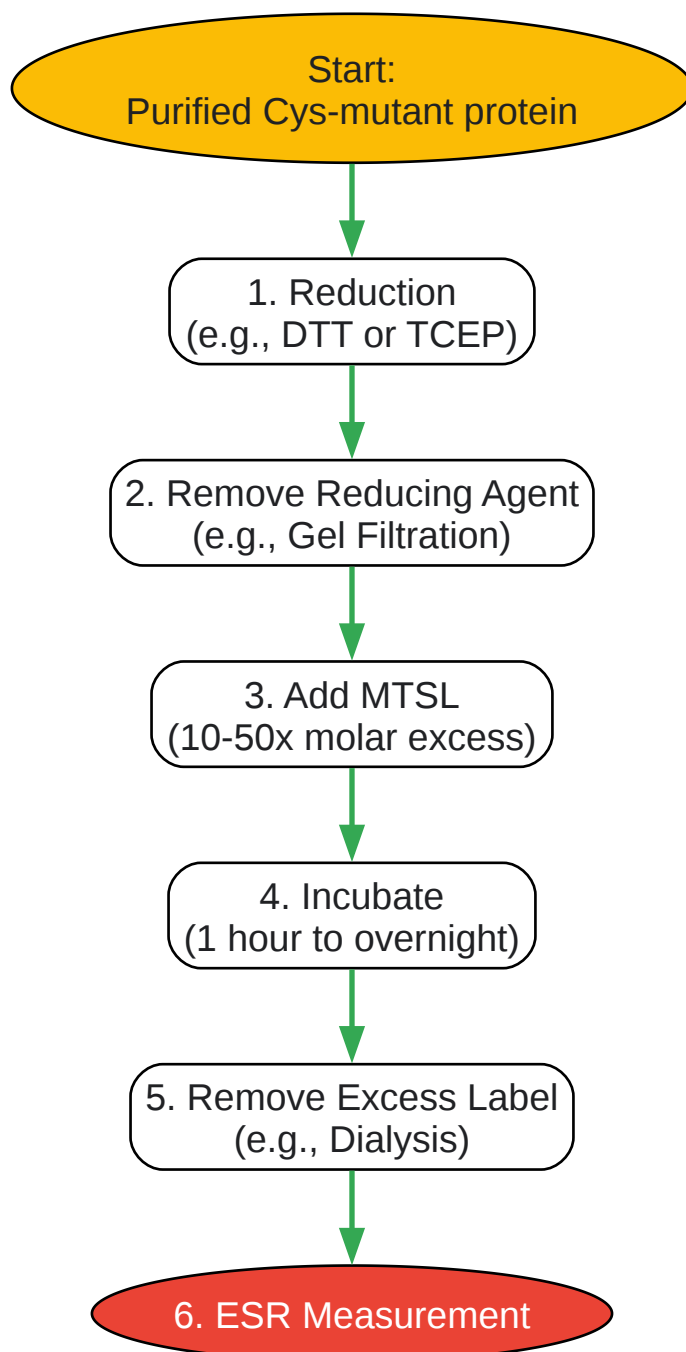 Start:
Purified Cys-mutant protein
1. Reduction
(e.g., DTT or TCEP)
2. Remove Reducing Agent
(e.g., Gel Filtration)
3. Add MTSL
(10-50x molar excess)
4. Incubate
(1 hour to overnight)
5. Remove Excess Label
(e.g., Dialysis)
6. ESR Measurement